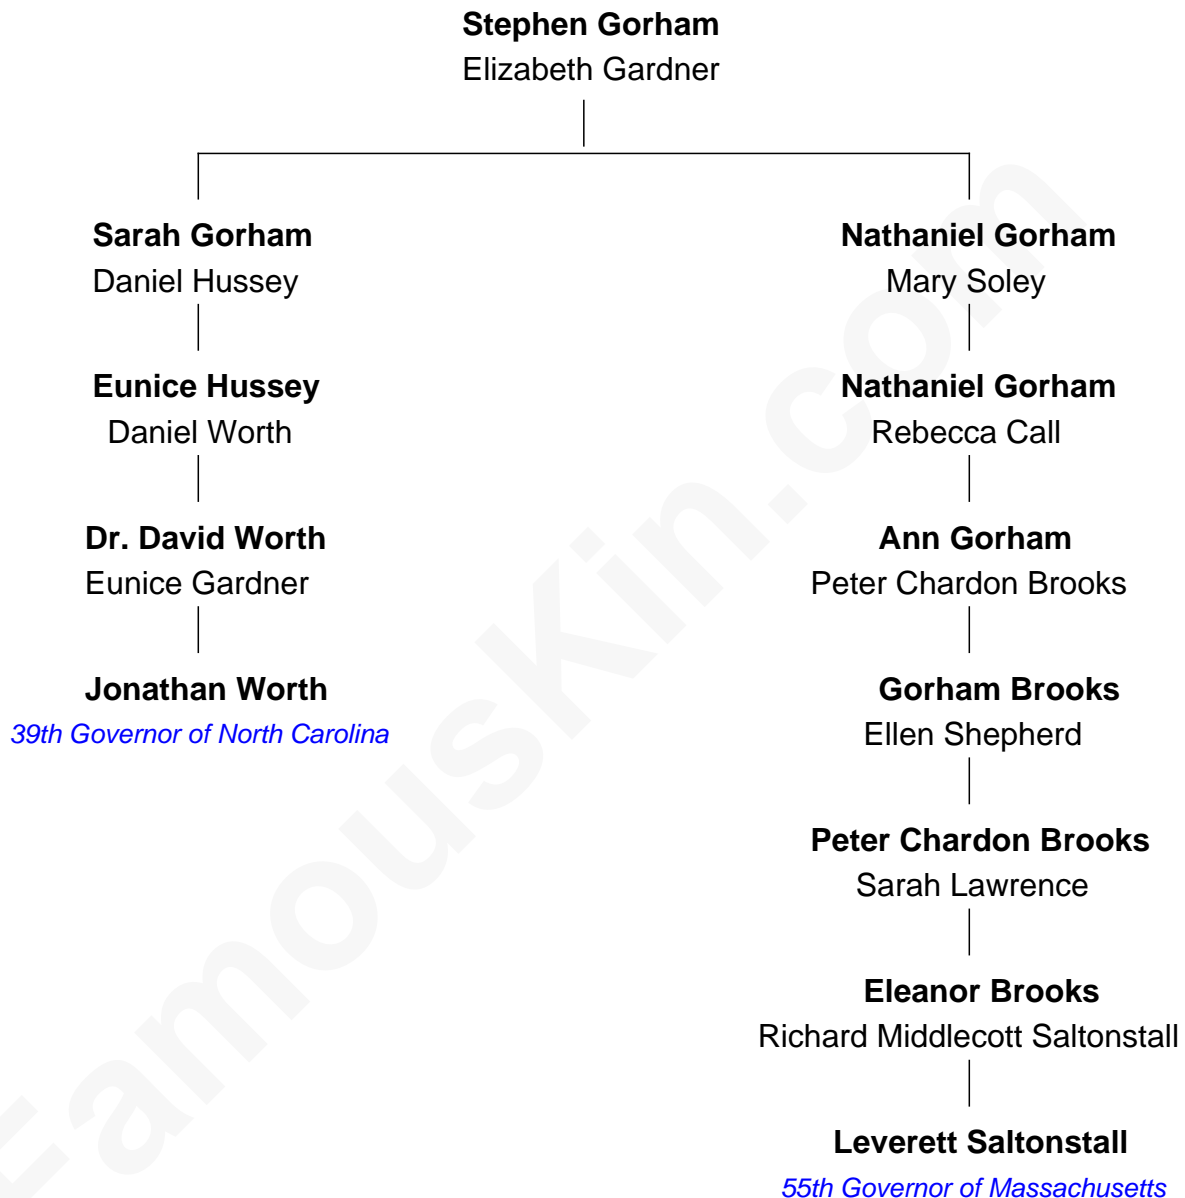 Stephen Gorham
Elizabeth Gardner
Sarah Gorham
Daniel Hussey
Eunice Hussey
Daniel Worth
Dr. David Worth
Eunice Gardner
Jonathan Worth
39th Governor of North Carolina
Nathaniel Gorham
Mary Soley
Nathaniel Gorham
Rebecca Call
Ann Gorham
Peter Chardon Brooks
Gorham Brooks
Ellen Shepherd
Peter Chardon Brooks
Sarah Lawrence
Eleanor Brooks
Richard Middlecott Saltonstall
Leverett Saltonstall
55th Governor of Massachusetts
FamousKin.com